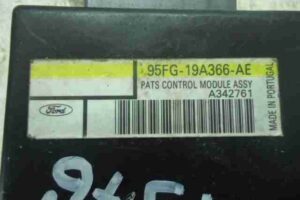 95FG-19A366-AE
PATS CONTROL MODULE ASSY
A342761
Ford
MADE IN PORTUGAL